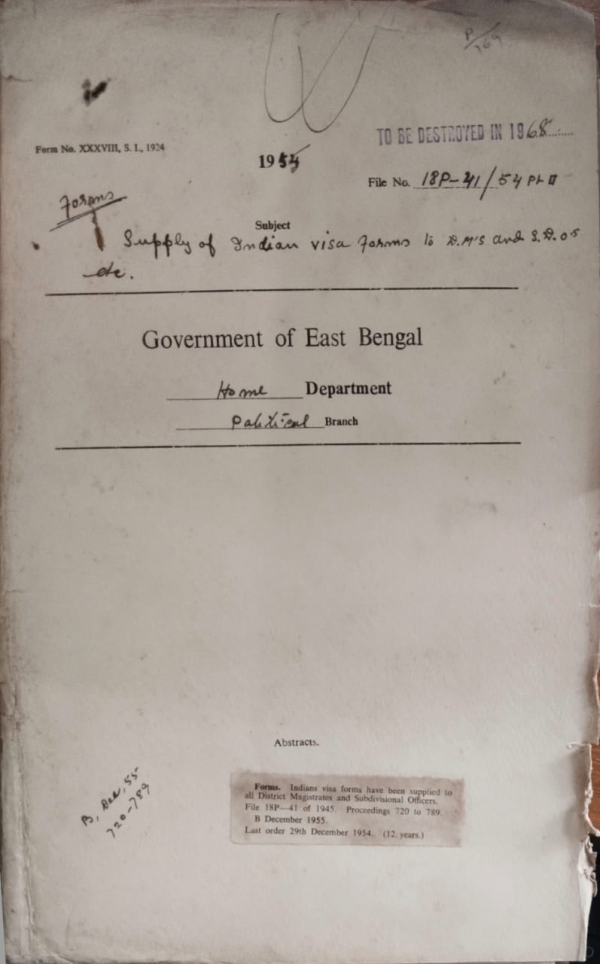 P/769
Form No. XXXVIII, S. I., 1924
TO BE DESTROYED IN 1968
1954
File No. 18P-41/54 Pt II
Forms
Subject
Supply of Indian visa forms to D.M's and S.D.Os
etc.
Government of East Bengal
Home Department
Political Branch
Abstracts.
B, Dec, 55
720-789
Forms. Indians visa forms have been supplied to
all District Magistrates and Subdivisional Officers.
File 18P—41 of 1945. Proceedings 720 to 789.
B December 1955.
Last order 29th December 1954. (12 years.)